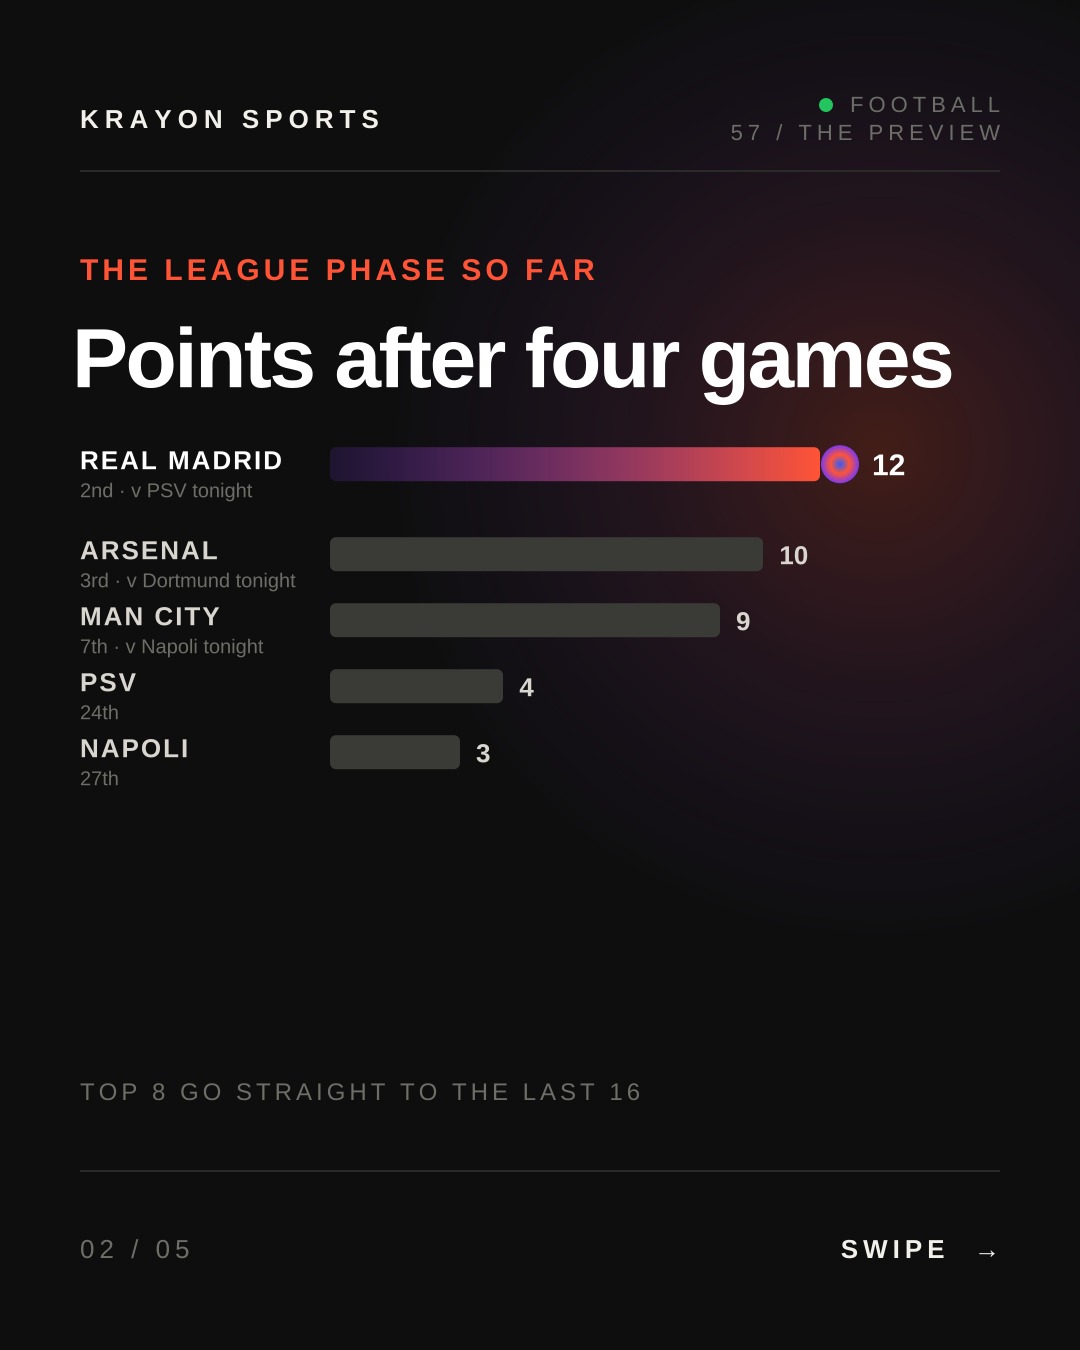 KRAYON SPORTS
FOOTBALL
57 / THE PREVIEW
THE LEAGUE PHASE SO FAR
Points after four games
REAL MADRID
2nd · v PSV tonight
12
ARSENAL
3rd · v Dortmund tonight
10
MAN CITY
7th · v Napoli tonight
9
PSV
24th
4
NAPOLI
27th
3
TOP 8 GO STRAIGHT TO THE LAST 16
02 / 05
SWIPE →